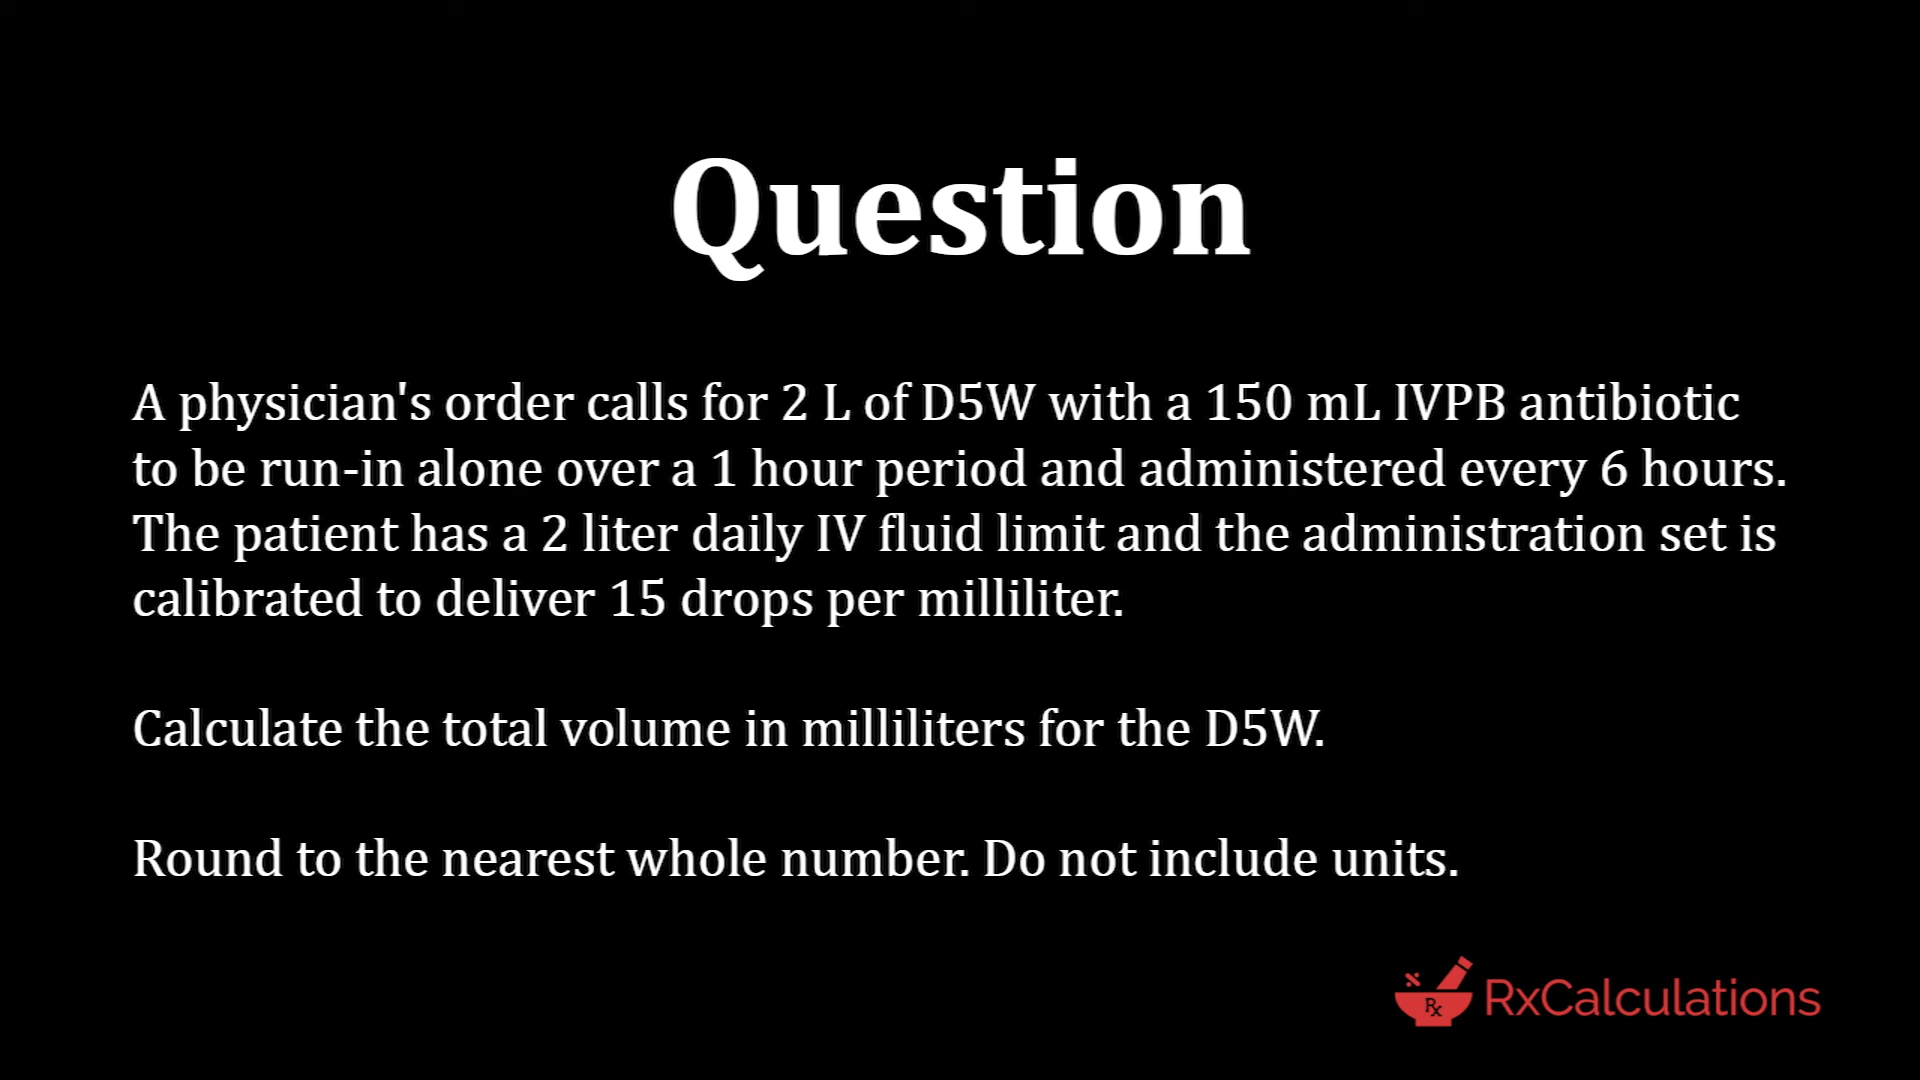 Question
A physician's order calls for 2 L of D5W with a 150 mL IVPB antibiotic
to be run-in alone over a 1 hour period and administered every 6 hours.
The patient has a 2 liter daily IV fluid limit and the administration set is
calibrated to deliver 15 drops per milliliter.
Calculate the total volume in milliliters for the D5W.
Round to the nearest whole number. Do not include units.
Rx RxCalculations